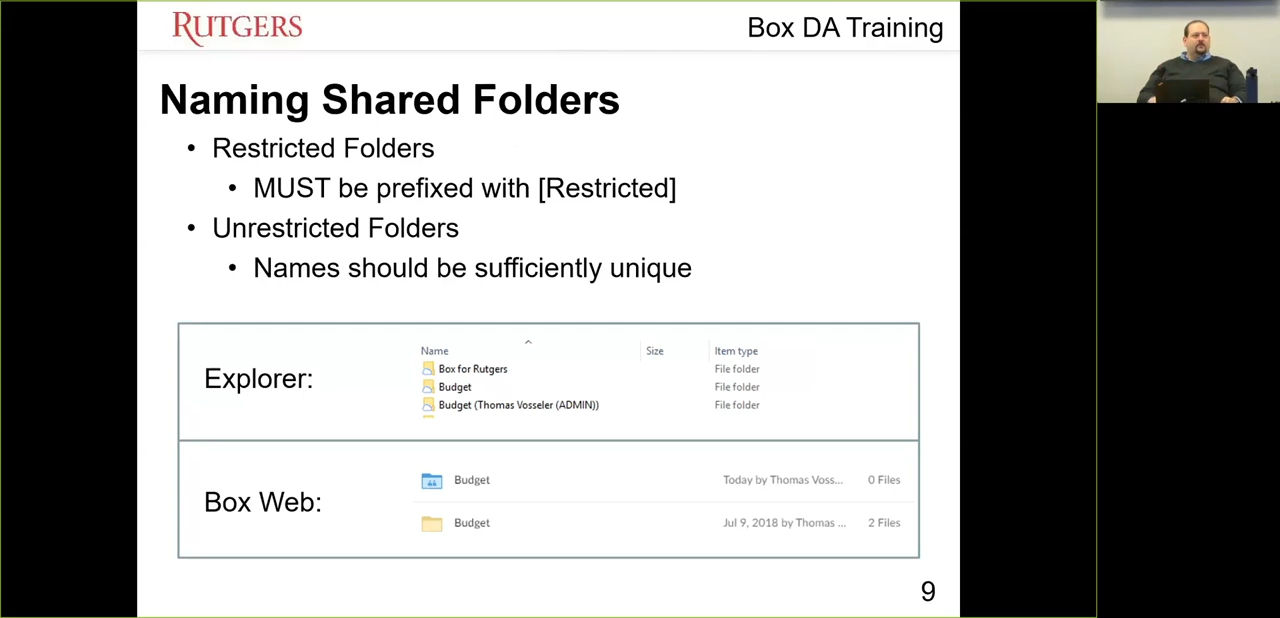 RUTGERS
Box DA Training
Naming Shared Folders
• Restricted Folders
• MUST be prefixed with [Restricted]
• Unrestricted Folders
• Names should be sufficiently unique
Explorer:
Name Size Item type
Box for Rutgers File folder
Budget File folder
Budget (Thomas Vosseler (ADMIN)) File folder
Box Web:
Budget Today by Thomas Voss... 0 Files
Budget Jul 9, 2018 by Thomas ... 2 Files
9